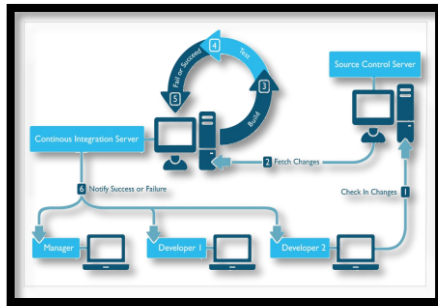 4
Test
Source Control Server
Fail or Succeed
5
3
Build
Continous Integration Server
2 Fetch Changes
6
Notify Success or Failure
Check In Changes
1
Manager
Developer 1
Developer 2